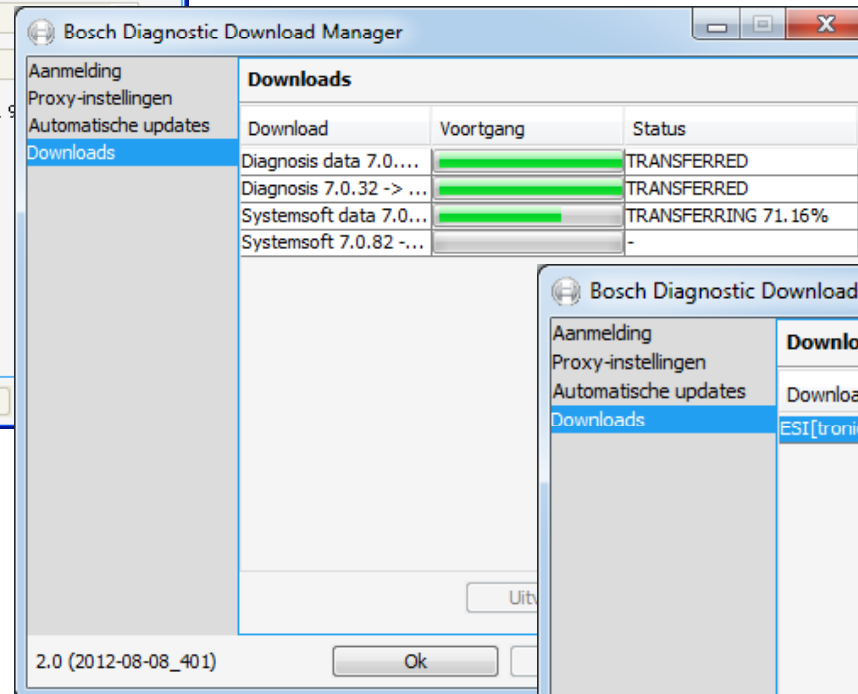 Bosch Diagnostic Download Manager
Aanmelding
Proxy-instellingen
Automatische updates
Downloads
Downloads
Download Voortgang Status
Diagnosis data 7.0.... TRANSFERRED
Diagnosis 7.0.32 -> ... TRANSFERRED
Systemsoft data 7.0... TRANSFERRING 71.16%
Systemsoft 7.0.82 -... -
2.0 (2012-08-08_401) Ok
Bosch Diagnostic Download
Aanmelding
Proxy-instellingen
Automatische updates
Downloads